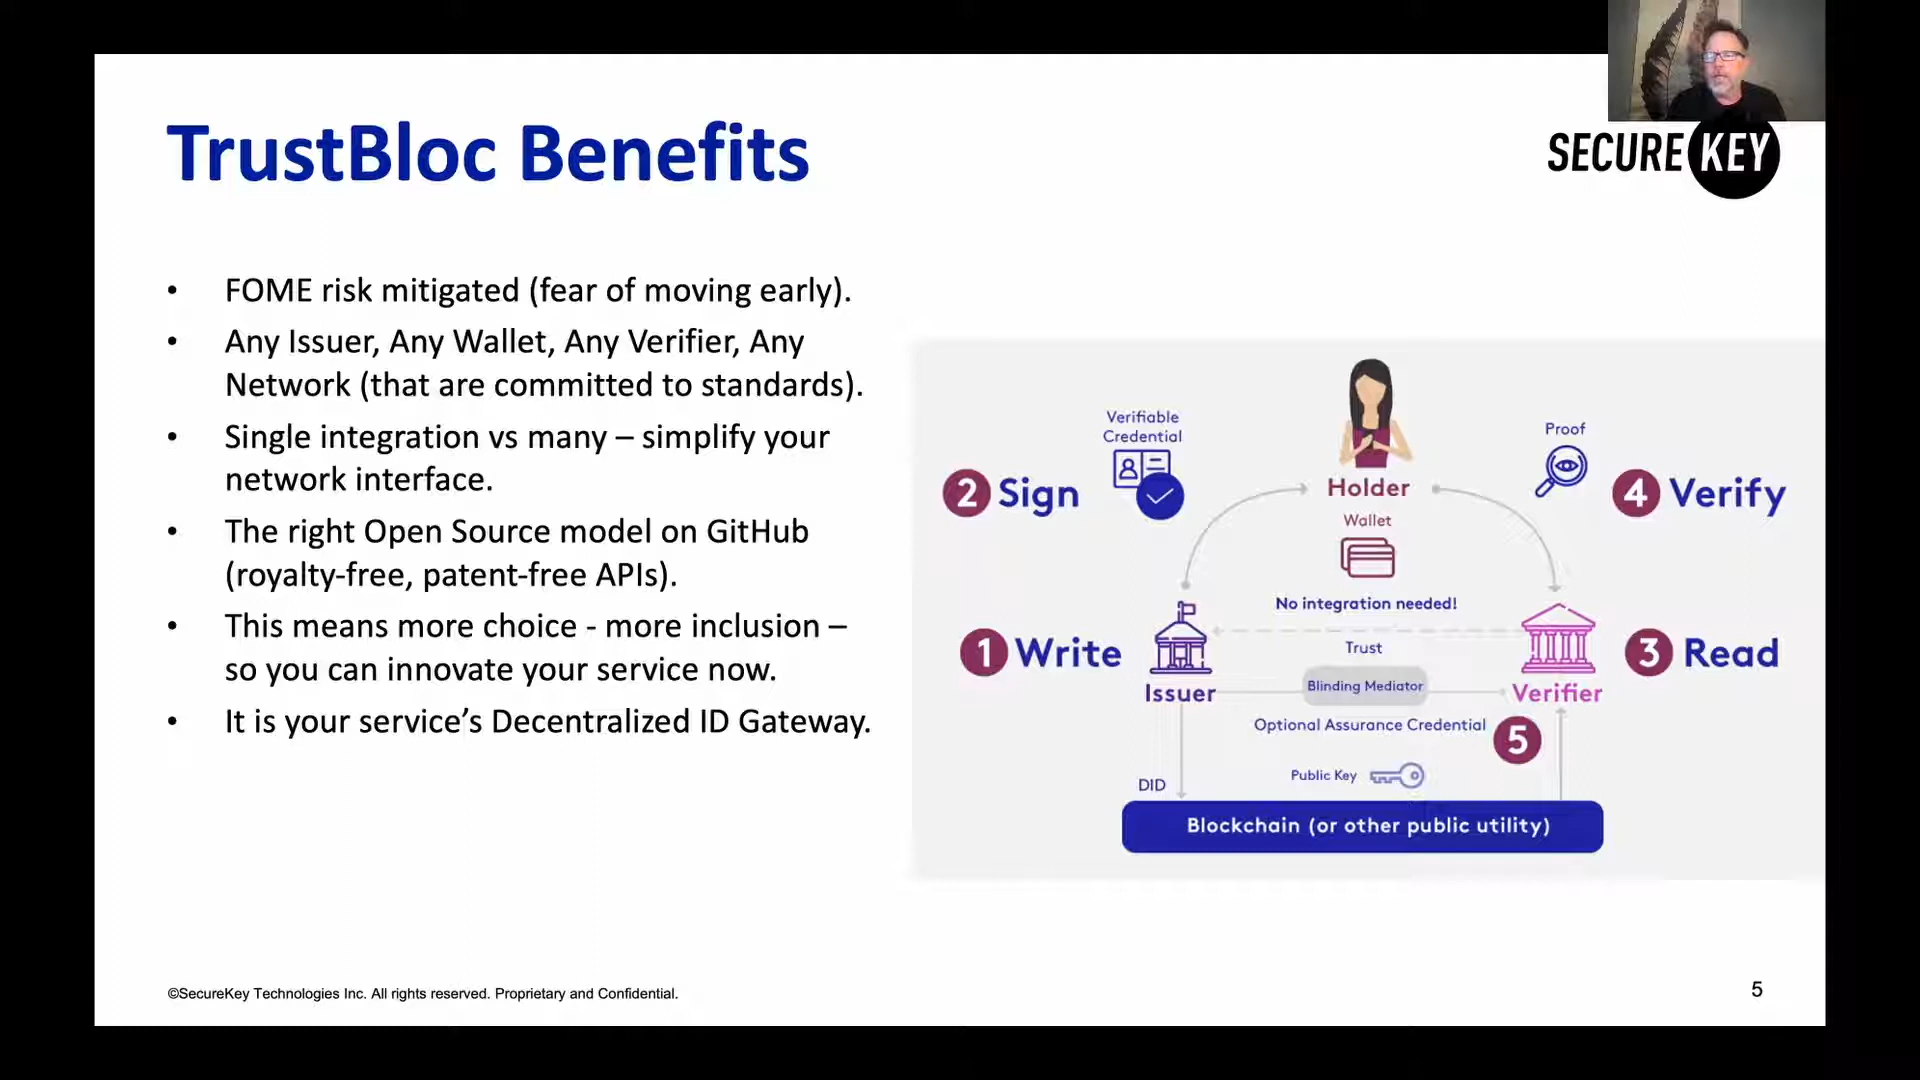 SECURE KEY
TrustBloc Benefits
• FOME risk mitigated (fear of moving early).
• Any Issuer, Any Wallet, Any Verifier, Any
Network (that are committed to standards).
• Single integration vs many – simplify your
network interface.
• The right Open Source model on GitHub
(royalty-free, patent-free APIs).
• This means more choice - more inclusion –
so you can innovate your service now.
• It is your service’s Decentralized ID Gateway.
Verifiable
Credential
2 Sign
Holder
Wallet
Proof
4 Verify
No integration needed!
1 Write
Issuer
Trust
Blinding Mediator
Verifier
3 Read
Optional Assurance Credential
5
Public Key
DID
Blockchain (or other public utility)
©SecureKey Technologies Inc. All rights reserved. Proprietary and Confidential.
5